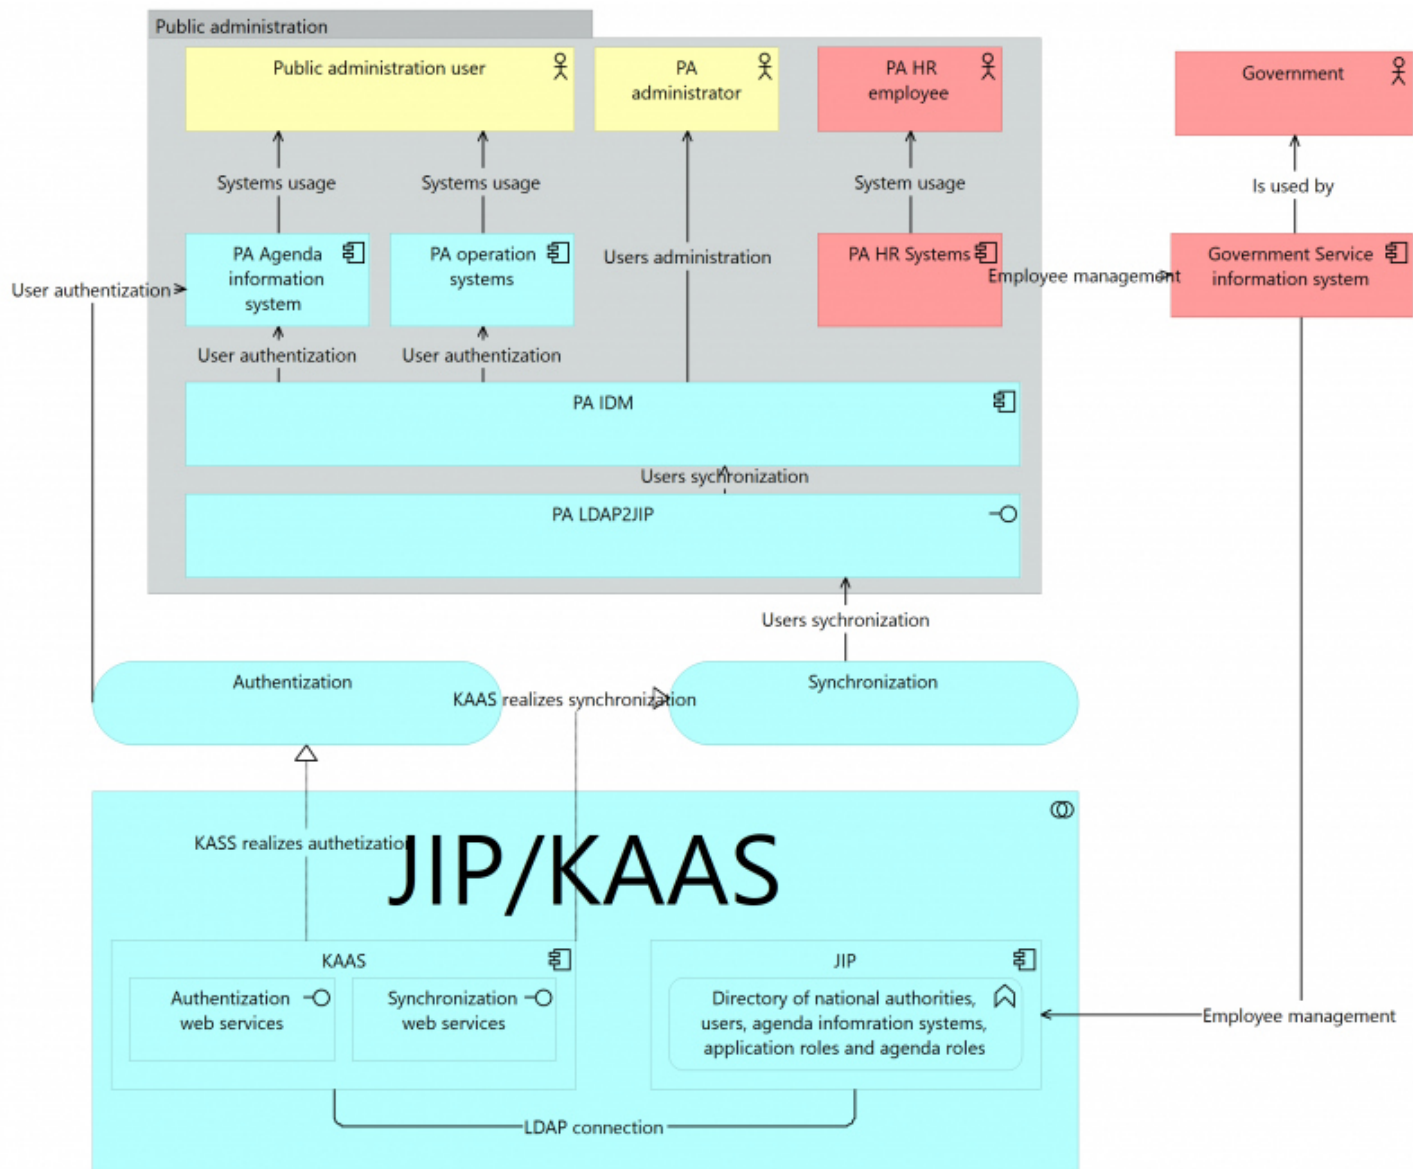 Public administration
Public administration user
PA
administrator
PA HR
employee
Government
Systems usage
Systems usage
System usage
Is used by
PA Agenda
information
system
PA operation
systems
Users administration
PA HR Systems
Employee management
Government Service
information system
User authentization
User authentization
User authentization
PA IDM
Users sychronization
PA LDAP2JIP
Users sychronization
Authentization
KAAS realizes synchronization
Synchronization
KASS realizes authetization
JIP/KAAS
KAAS
Authentization
web services
Synchronization
web services
JIP
Directory of national authorities,
users, agenda infomration systems,
application roles and agenda roles
Employee management
LDAP connection